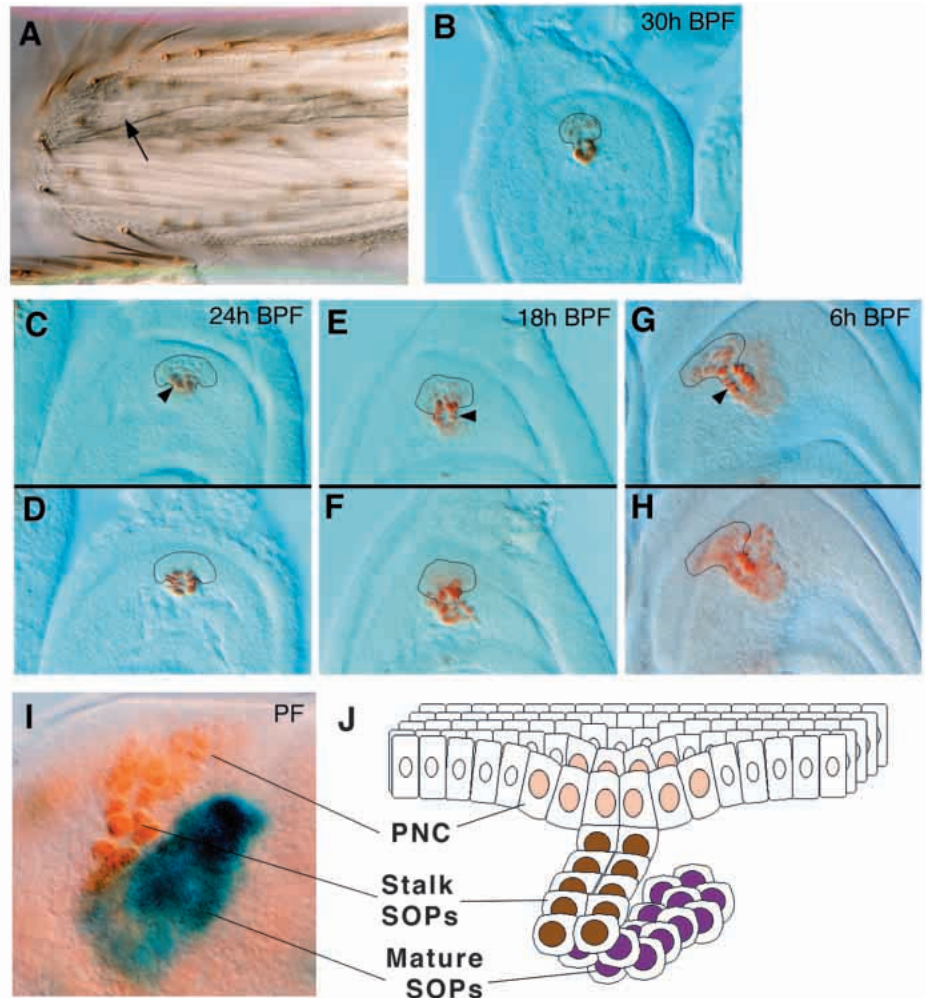 A
B
30h BPF
C
24h BPF
E
18h BPF
G
6h BPF
D
F
H
I
PF
J
PNC
Stalk
SOPs
Mature
SOPs